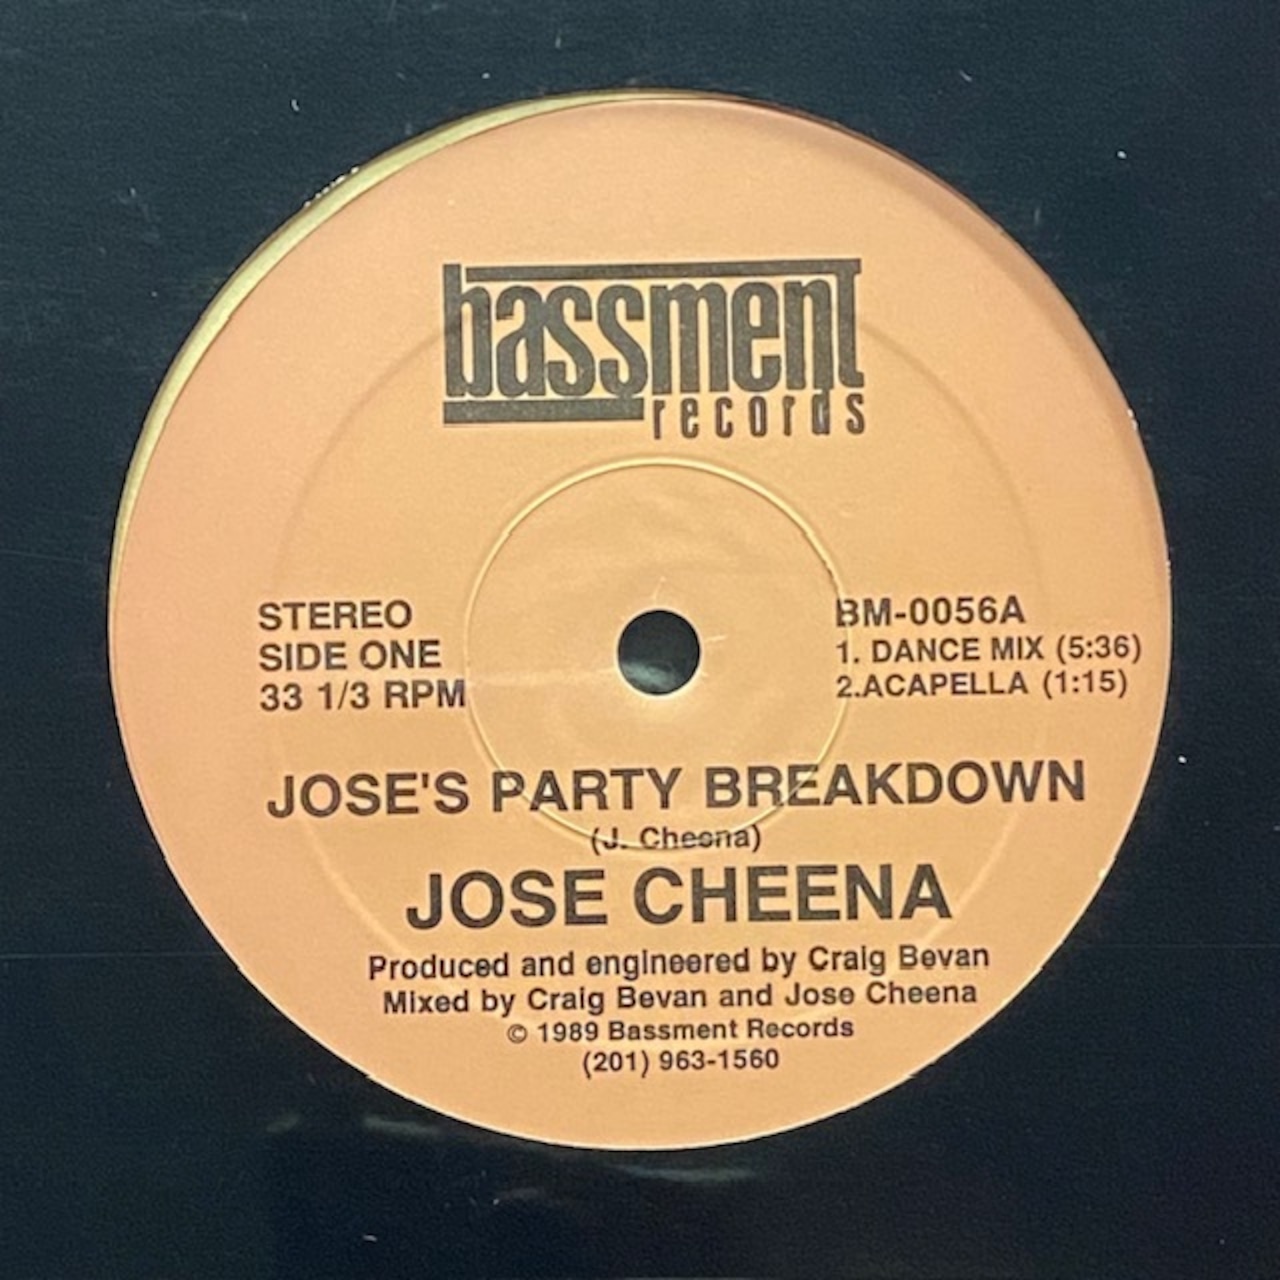 bassment
records
STEREO
SIDE ONE
33 1/3 RPM
BM-0056A
1. DANCE MIX (5:36)
2.ACAPELLA (1:15)
JOSE'S PARTY BREAKDOWN
(J. Cheena)
JOSE CHEENA
Produced and engineered by Craig Bevan
Mixed by Craig Bevan and Jose Cheena
© 1989 Bassment Records
(201) 963-1560